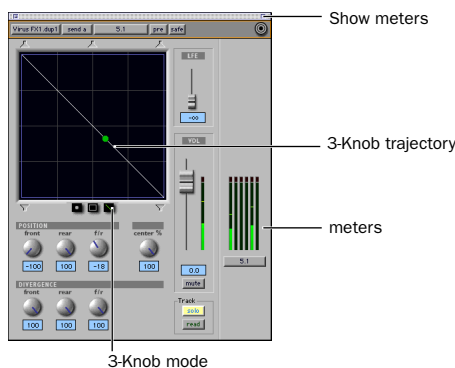 Show meters
Virus FX1.dup1 send a 5.1 pre safe
LFE
-∞
VOL
3-Knob trajectory
meters
POSITION
front rear f/r center %
-100 100 -18 100
5.1
0.0
mute
DIVERGENCE
front rear f/r
100 100 100
Track
solo
read
3-Knob mode